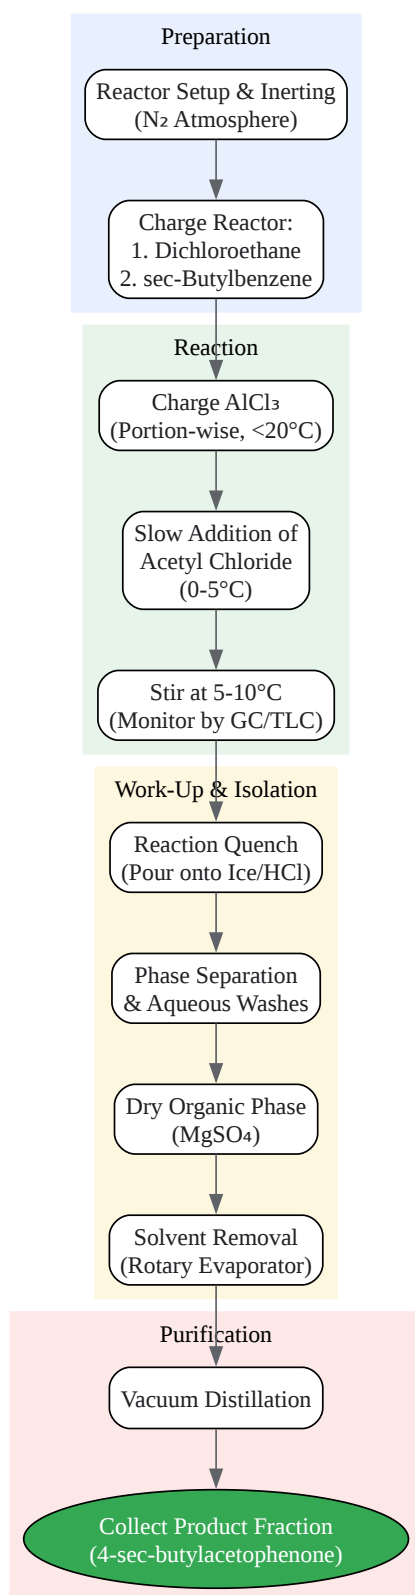 Preparation
Reactor Setup & Inerting
(N₂ Atmosphere)
Charge Reactor:
1. Dichloroethane
2. sec-Butylbenzene
Reaction
Charge AlCl₃
(Portion-wise, <20°C)
Slow Addition of
Acetyl Chloride
(0-5°C)
Stir at 5-10°C
(Monitor by GC/TLC)
Work-Up & Isolation
Reaction Quench
(Pour onto Ice/HCl)
Phase Separation
& Aqueous Washes
Dry Organic Phase
(MgSO₄)
Solvent Removal
(Rotary Evaporator)
Purification
Vacuum Distillation
Collect Product Fraction
(4-sec-butylacetophenone)